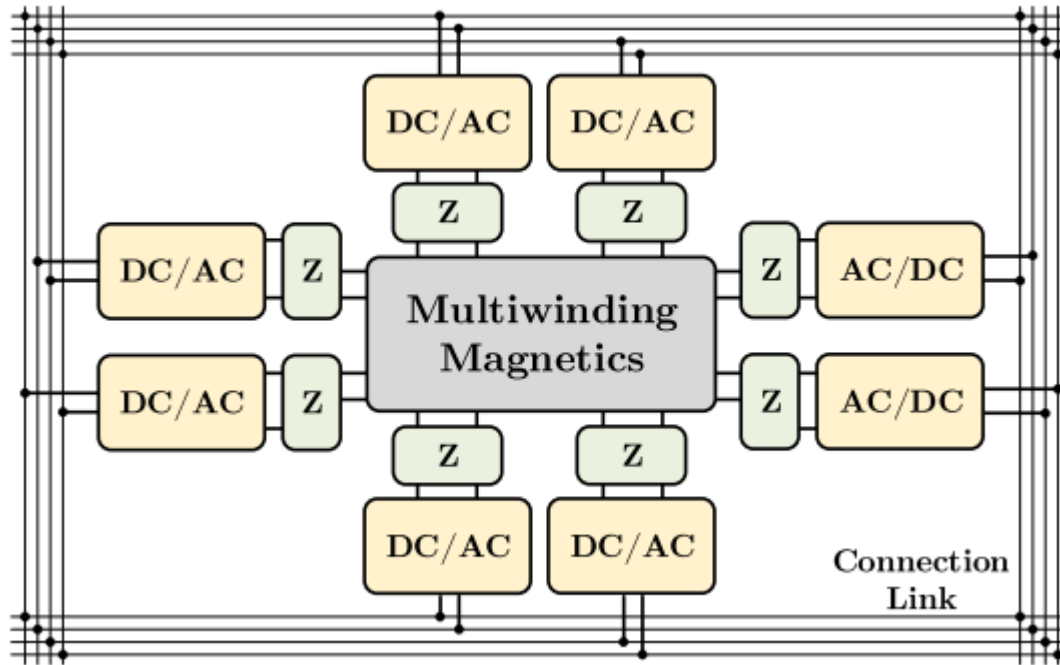 DC/AC
DC/AC
Z
Z
DC/AC
Z
Z
AC/DC
Multiwinding
Magnetics
DC/AC
Z
Z
AC/DC
Z
Z
DC/AC
DC/AC
Connection
Link